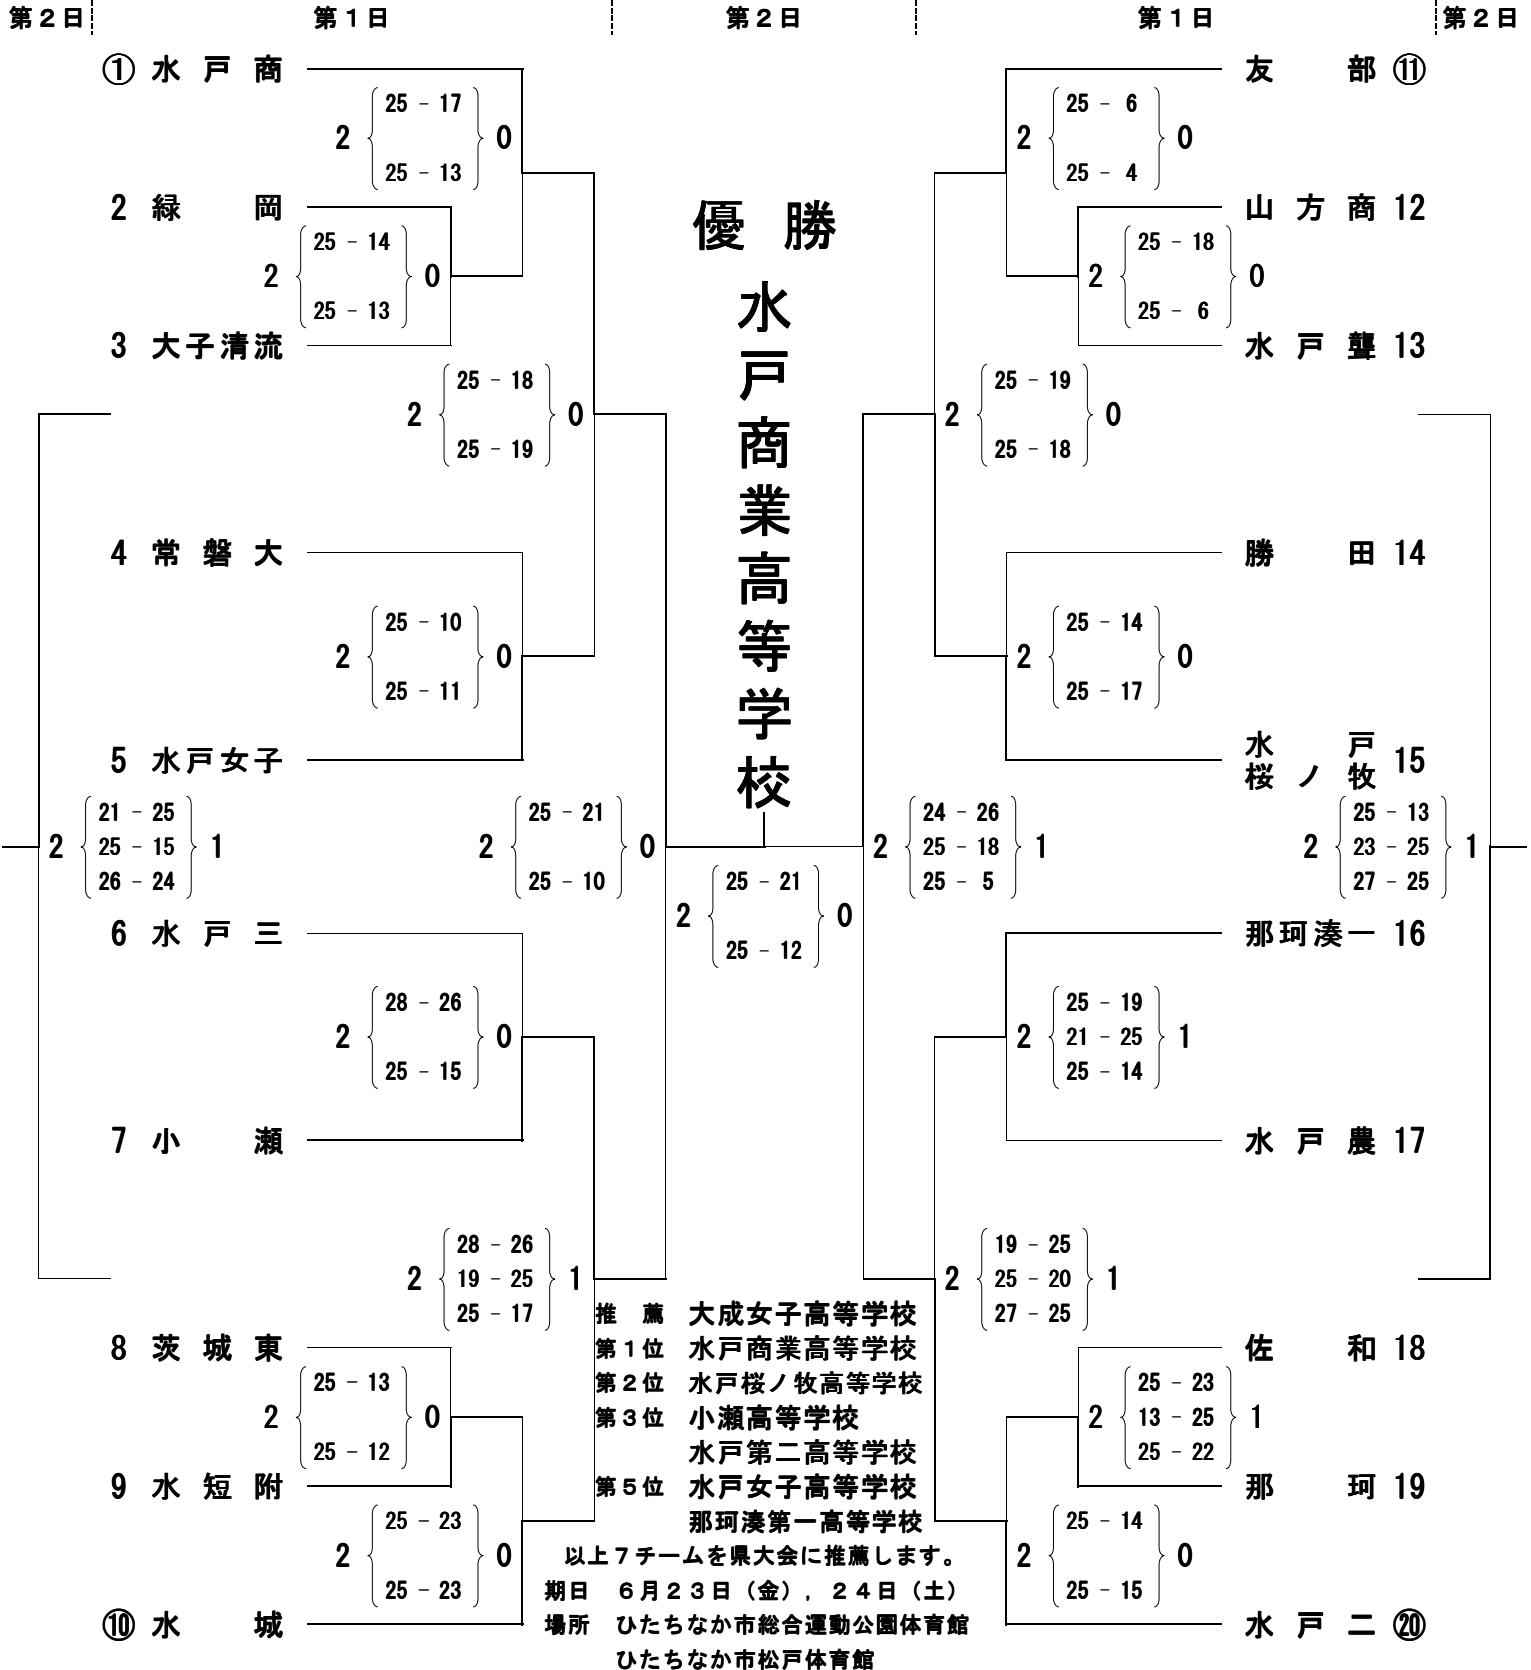 第２日 第１日 第２日 第１日 第２日
① 水戸商
25 - 17
2 0
25 - 13
2 緑岡
25 - 14
2 0
25 - 13
3 大子清流
25 - 18
2 0
25 - 19
4 常磐大
25 - 10
2 0
25 - 11
5 水戸女子
21 - 25
2 25 - 15 1
26 - 24
25 - 21
2 0
25 - 10
6 水戸三
28 - 26
2 0
25 - 15
7 小瀬
28 - 26
2 19 - 25 1
25 - 17
8 茨城東
25 - 13
2 0
25 - 12
9 水短附
25 - 23
2 0
25 - 23
⑩ 水城
優勝
水戸商業高等学校
25 - 21
2 0
25 - 12
友部 ⑪
25 - 6
2 0
25 - 4
山方商 12
25 - 18
2 0
25 - 6
水戸聾 13
25 - 19
2 0
25 - 18
勝田 14
25 - 14
2 0
25 - 17
水戸
桜ノ牧 15
24 - 26
2 25 - 18 1
25 - 5
25 - 13
2 23 - 25 1
27 - 25
那珂湊一 16
25 - 19
2 21 - 25 1
25 - 14
水戸農 17
19 - 25
2 25 - 20 1
27 - 25
佐和 18
25 - 23
2 13 - 25 1
25 - 22
那珂 19
25 - 14
2 0
25 - 15
水戸二 ⑳
推薦 大成女子高等学校
第１位 水戸商業高等学校
第２位 水戸桜ノ牧高等学校
第３位 小瀬高等学校
水戸第二高等学校
第５位 水戸女子高等学校
那珂湊第一高等学校
以上７チームを県大会に推薦します。
期日 ６月２３日（金），２４日（土）
場所 ひたちなか市総合運動公園体育館
ひたちなか市松戸体育館